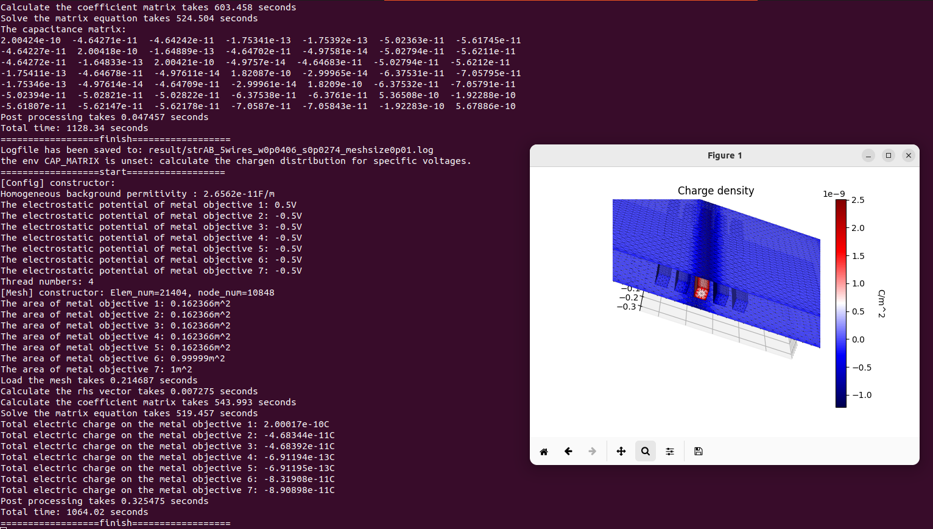 Calculate the coefficient matrix takes 603.458 seconds
Solve the matrix equation takes 524.504 seconds
The capacitance matrix:
2.00424e-10  -4.64271e-11  -4.64242e-11  -1.75341e-13  -1.75392e-13  -5.02363e-11  -5.61745e-11
-4.64227e-11  2.00418e-10  -1.64889e-13  -4.64702e-11  -4.97581e-14  -5.02794e-11  -5.6211e-11
-4.64272e-11  -1.64833e-13  2.00421e-10  -4.9757e-14  -4.64683e-11  -5.02794e-11  -5.6212e-11
-1.75411e-13  -4.64678e-11  -4.97611e-14  1.82087e-10  -2.99965e-14  -6.37531e-11  -7.05795e-11
-1.75346e-13  -4.97614e-14  -4.64709e-11  -2.99961e-14  1.8209e-10  -6.37532e-11  -7.05791e-11
-5.02394e-11  -5.02821e-11  -5.02822e-11  -6.37538e-11  -6.3761e-11  5.36508e-10  -1.92288e-10
-5.61807e-11  -5.62147e-11  -5.62178e-11  -7.0587e-11  -7.05843e-11  -1.92283e-10  5.67886e-10
Post processing takes 0.047457 seconds
Total time: 1128.34 seconds
==================finish==================
Logfile has been saved to: result/strAB_5wires_w0p0406_s0p0274_meshsize0p01.log
the env CAP_MATRIX is unset: calculate the chargen distribution for specific voltages.
==================start==================
[Config] constructor:
Homogeneous background permitivity : 2.6562e-11F/m
The electrostatic potential of metal objective 1: 0.5V
The electrostatic potential of metal objective 2: -0.5V
The electrostatic potential of metal objective 3: -0.5V
The electrostatic potential of metal objective 4: -0.5V
The electrostatic potential of metal objective 5: -0.5V
The electrostatic potential of metal objective 6: -0.5V
The electrostatic potential of metal objective 7: -0.5V
Thread numbers: 4
[Mesh] constructor: Elem_num=21404, node_num=10848
The area of metal objective 1: 0.162366m^2
The area of metal objective 2: 0.162366m^2
The area of metal objective 3: 0.162366m^2
The area of metal objective 4: 0.162366m^2
The area of metal objective 5: 0.162366m^2
The area of metal objective 6: 0.99999m^2
The area of metal objective 7: 1m^2
Load the mesh takes 0.214687 seconds
Calculate the rhs vector takes 0.007275 seconds
Calculate the coefficient matrix takes 543.993 seconds
Solve the matrix equation takes 519.457 seconds
Total electric charge on the metal objective 1: 2.00017e-10C
Total electric charge on the metal objective 2: -4.68344e-11C
Total electric charge on the metal objective 3: -4.68392e-11C
Total electric charge on the metal objective 4: -6.91194e-13C
Total electric charge on the metal objective 5: -6.91195e-13C
Total electric charge on the metal objective 6: -8.31908e-11C
Total electric charge on the metal objective 7: -8.90898e-11C
Post processing takes 0.325475 seconds
Total time: 1064.02 seconds
==================finish==================
Figure 1
Charge density
1e−9
2.5
2.0
1.5
1.0
0.5
0.0
−0.5
−1.0
C/m^2
−0.2
−0.3